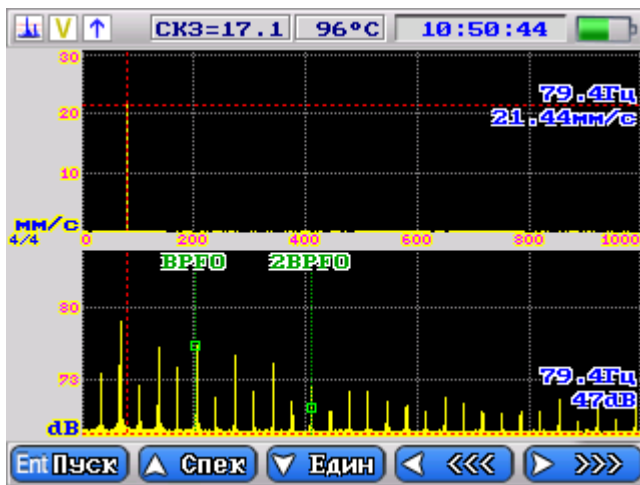 V СКЗ=17.1 96°C 10:50:44
30
79.4Гц
20
21.44мм/с
10
мм/с
4/4 0 200 400 600 800 1000
BPFO 2BPFO
80
73
79.4Гц
47dB
dB
Ent Пуск Спек Един <<< >>>